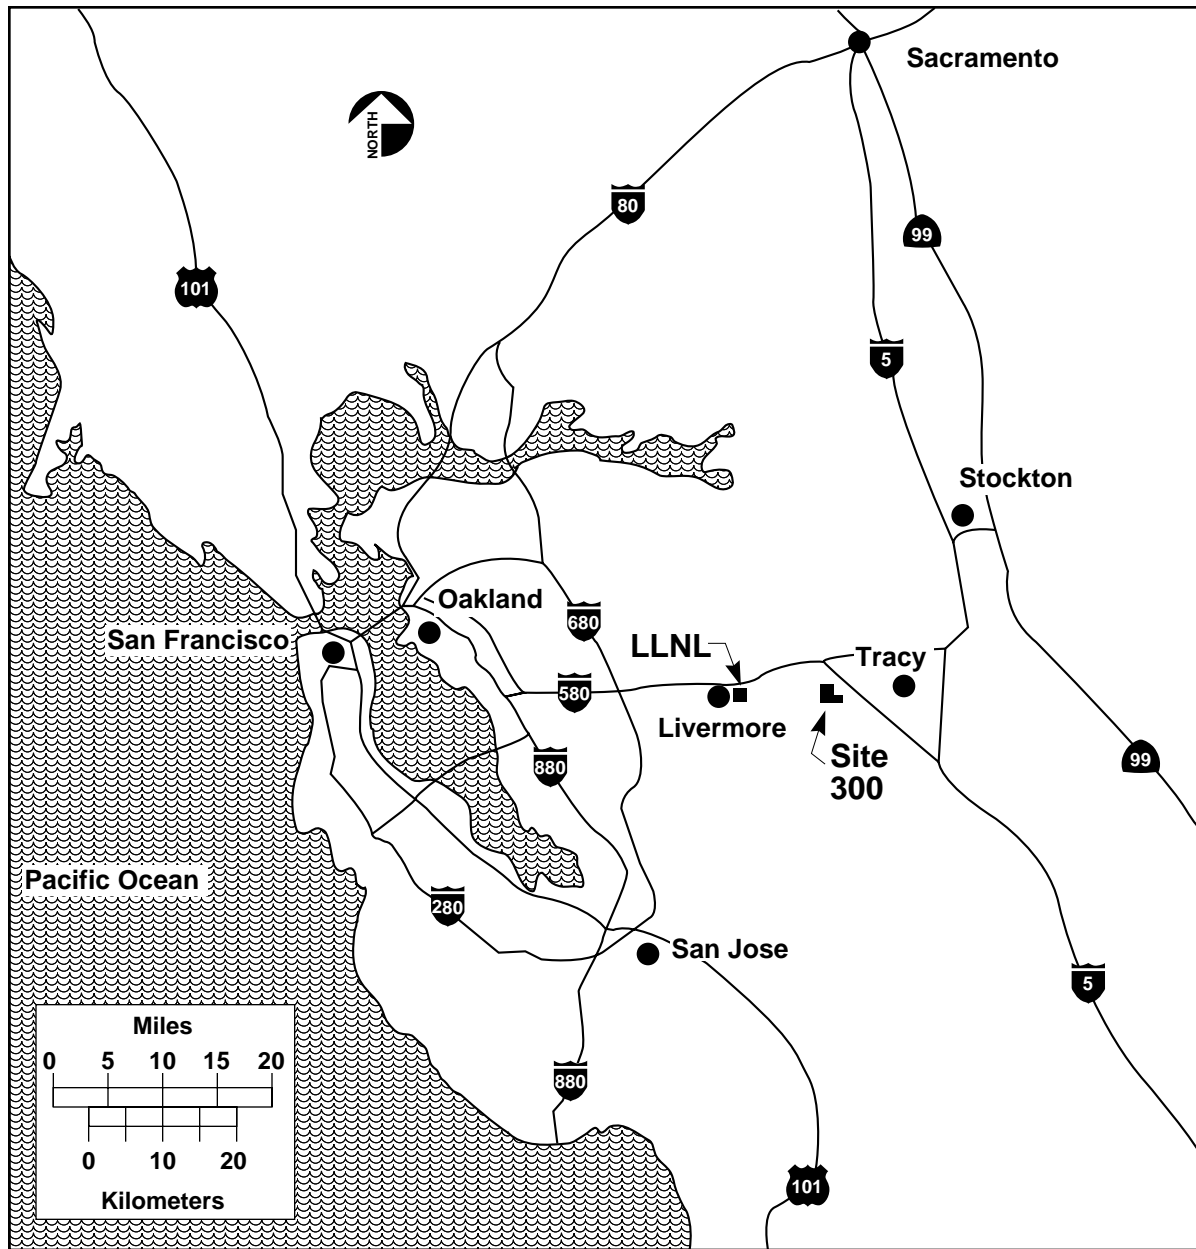 Sacramento
NORTH
80
99
101
5
Stockton
Oakland
680
San Francisco
LLNL
Tracy
580
Livermore
Site
300
880
99
Pacific Ocean
280
San Jose
5
Miles
0 5 10 15 20
880
0 10 20
Kilometers
101